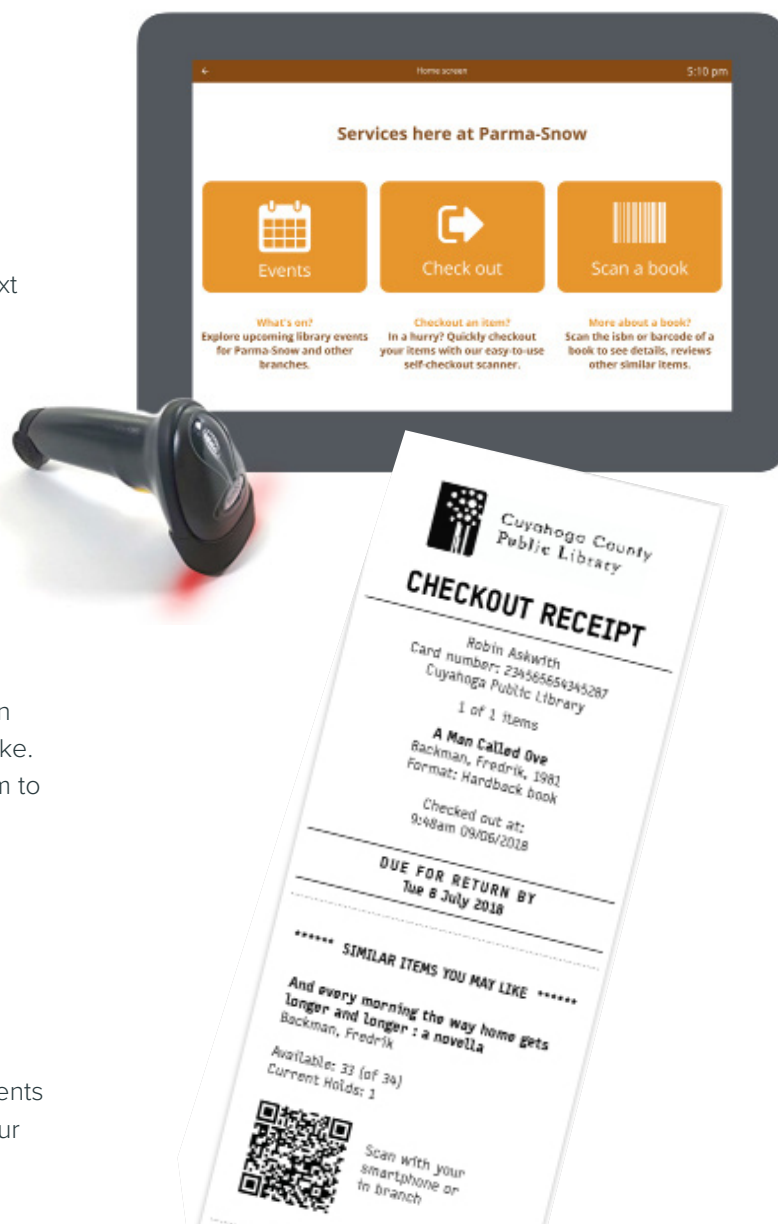 ←
Home screen
5:10 pm
Services here at Parma-Snow
Events
Check out
Scan a book
What's on?
Explore upcoming library events
for Parma-Snow and other
branches.
Checkout an item?
In a hurry? Quickly checkout
your items with our easy-to-use
self-checkout scanner.
More about a book?
Scan the isbn or barcode of a
book to see details, reviews
other similar items.
xt
n
ke.
m to
ents
ur
Cuyahoga County
Public Library
CHECKOUT RECEIPT
Robin Askwith
Card number: 234565654345287
Cuyahoga Public Library
1 of 1 items
A Man Called Ove
Backman, Fredrik, 1981
Format: Hardback book
Checked out at:
9:48am 09/06/2018
DUE FOR RETURN BY
Tue 8 July 2018
****** SIMILAR ITEMS YOU MAY LIKE ******
And every morning the way home gets
longer and longer : a novella
Backman, Fredrik
Available: 33 (of 34)
Current Holds: 1
Scan with your
smartphone or
in branch